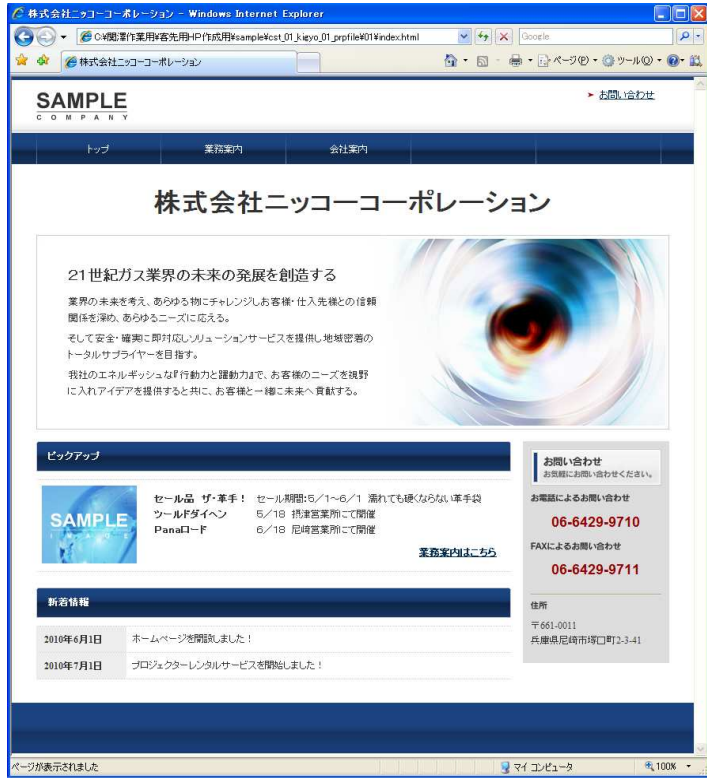 株式会社ニッコーコーポレーション - Windows Internet Explorer
C:¥関澤作業用¥客先用HP作成用¥sample¥cst_01_kigyo_01_prpfile¥01¥index.html
Google
株式会社ニッコーコーポレーション
ページ(P)
ツール(O)
SAMPLE
COMPANY
お問い合わせ
トップ
業務案内
会社案内
株式会社ニッコーコーポレーション
21世紀ガス業界の未来の発展を創造する
業界の未来を考え、あらゆる物にチャレンジしお客様・仕入先様との信頼
関係を深め、あらゆるニーズに応える。
そして安全・確実に即対応しソリューションサービスを提供し地域密着の
トータルサプライヤーを目指す。
我社のエネルギッシュな『行動力と躍動力』で、お客様のニーズを視野
に入れアイデアを提供すると共に、お客様と一緒に未来へ貢献する。
ピックアップ
SAMPLE
IMAGE
セール品 ザ・革手！ セール期間:5／1～6／1 濡れても硬くならない革手袋
ツールドダイヘン 5／18 摂津営業所にて開催
Panaロード 6／18 尼崎営業所にて開催
業務案内はこちら
新着情報
2010年6月1日 ホームページを開設しました！
2010年7月1日 プロジェクターレンタルサービスを開始しました！
お問い合わせ
お気軽にお問い合わせください。
お電話によるお問い合わせ
06-6429-9710
FAXによるお問い合わせ
06-6429-9711
住所
〒661-0011
兵庫県尼崎市塚口町2-3-41
ページが表示されました
マイ コンピュータ
100%